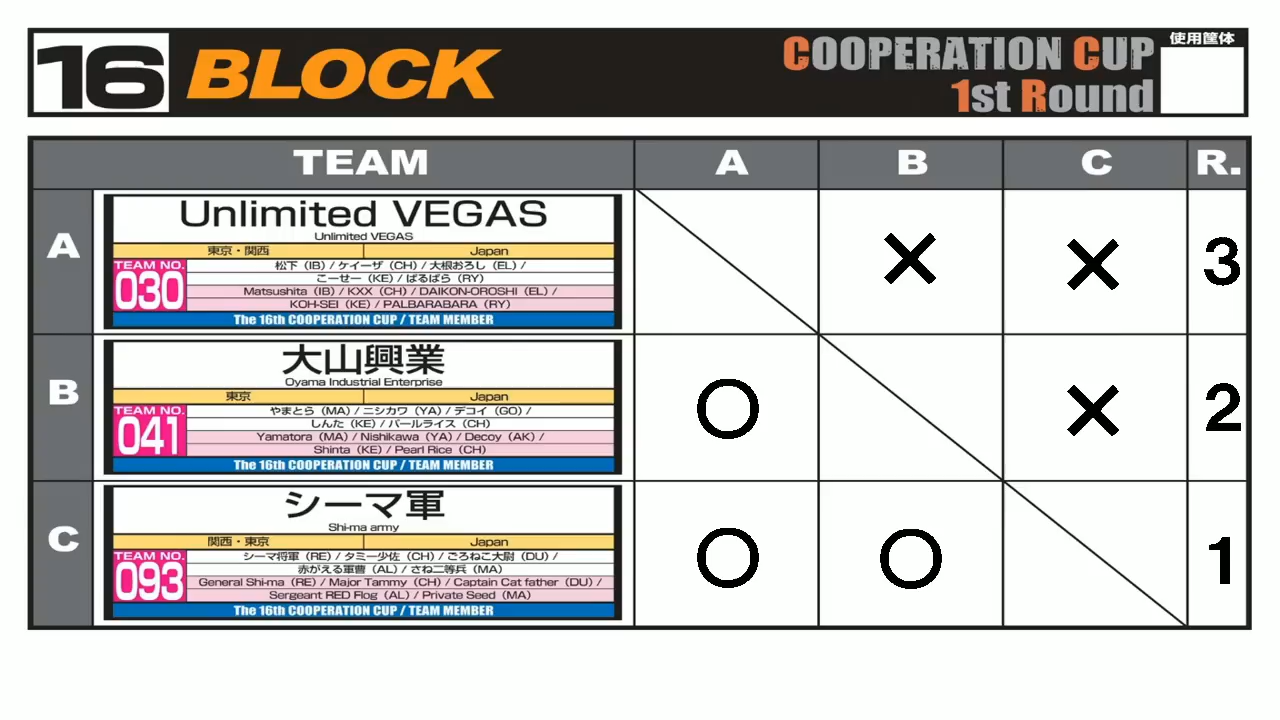 16 BLOCK
COOPERATION CUP
1st Round
使用筐体
TEAM A B C R.
A
Unlimited VEGAS
Unlimited VEGAS
東京・関西 Japan
TEAM NO.
030
松下（IB）/ ケイーザ（CH）/ 大根おろし（EL）/
こーせー（KE）/ ぱるぱら（RY）
Matsushita（IB）/ KXX（CH）/ DAIKON-OROSHI（EL）/
KOH-SEI（KE）/ PALBARABARA（RY）
The 16th COOPERATION CUP / TEAM MEMBER
× × 3
B
大山興業
Oyama Industrial Enterprise
東京 Japan
TEAM NO.
041
やまとら（MA）/ ニシカワ（YA）/ デコイ（GO）/
しんた（KE）/ パールライス（CH）
Yamatora（MA）/ Nishikawa（YA）/ Decoy（AK）/
Shinta（KE）/ Pearl Rice（CH）
The 16th COOPERATION CUP / TEAM MEMBER
○ × 2
C
シーマ軍
Shi-ma army
関西・東京 Japan
TEAM NO.
093
シーマ将軍（RE）/ タミー少佐（CH）/ ごろねこ大尉（DU）/
赤がえる軍曹（AL）/ さね二等兵（MA）
General Shi-ma（RE）/ Major Tammy（CH）/ Captain Cat father（DU）/
Sergeant RED Flog（AL）/ Private Seed（MA）
The 16th COOPERATION CUP / TEAM MEMBER
○ ○ 1